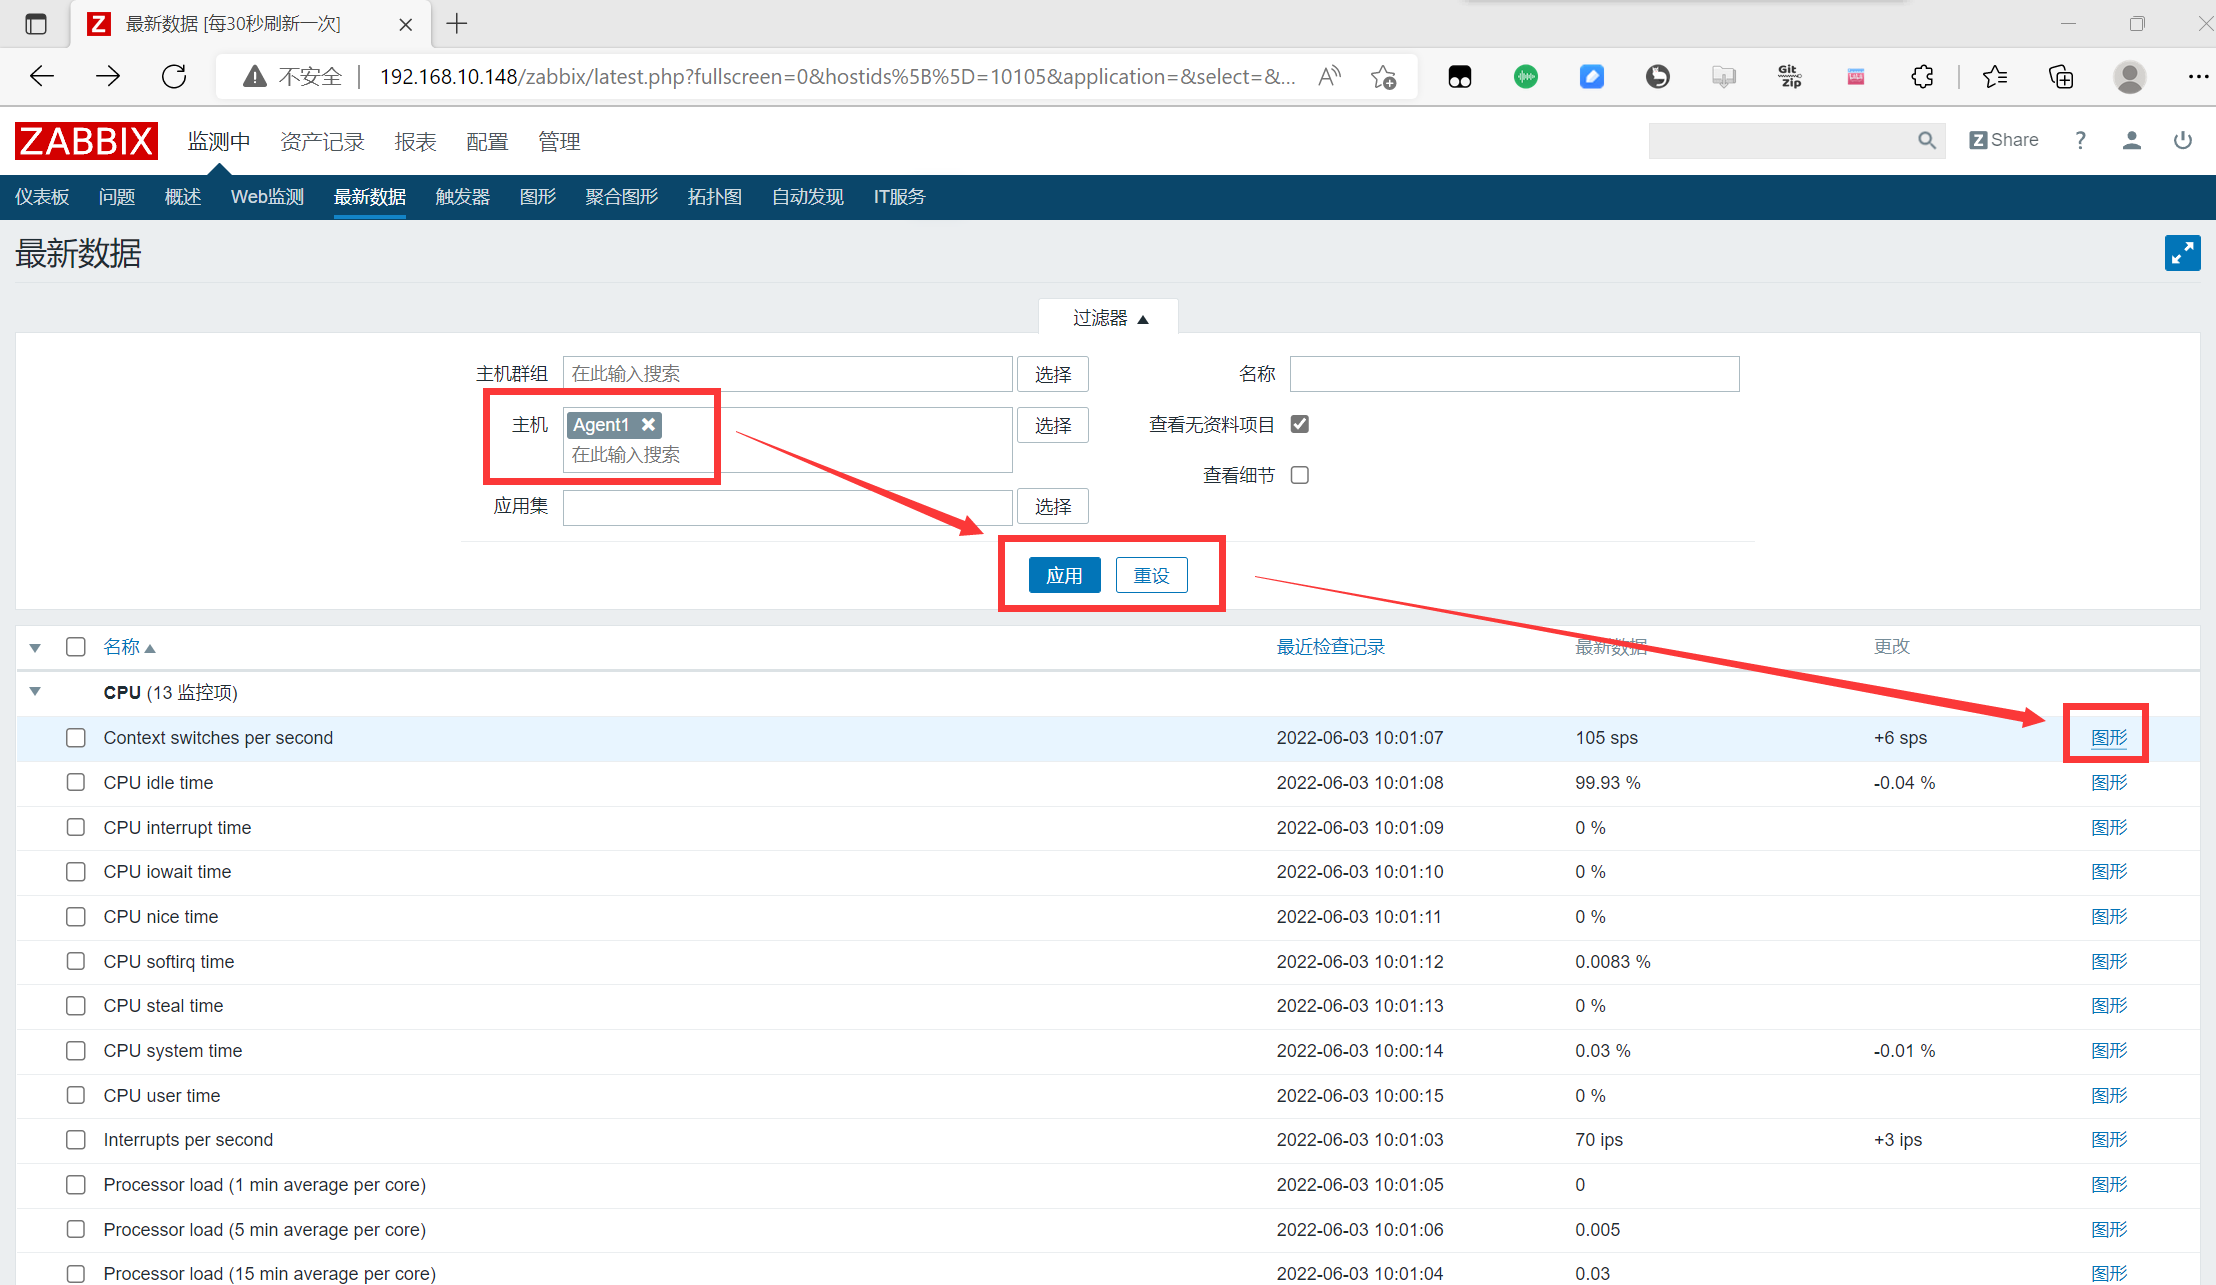 最新数据 [每30秒刷新一次]
不安全 192.168.10.148/zabbix/latest.php?fullscreen=0&hostids%5B%5D=10105&application=&select=&...
Git Zip
ZABBIX 监测中 资产记录 报表 配置 管理 Z Share ?
仪表板 问题 概述 Web监测 最新数据 触发器 图形 聚合图形 拓扑图 自动发现 IT服务
最新数据
过滤器
主机群组 在此输入搜索 选择 名称
主机 Agent1 选择 查看无资料项目
在此输入搜索
查看细节
应用集 选择
应用 重设
名称 最近检查记录 最新数据 更改
CPU (13 监控项)
Context switches per second 2022-06-03 10:01:07 105 sps +6 sps 图形
CPU idle time 2022-06-03 10:01:08 99.93 % -0.04 % 图形
CPU interrupt time 2022-06-03 10:01:09 0 % 图形
CPU iowait time 2022-06-03 10:01:10 0 % 图形
CPU nice time 2022-06-03 10:01:11 0 % 图形
CPU softirq time 2022-06-03 10:01:12 0.0083 % 图形
CPU steal time 2022-06-03 10:01:13 0 % 图形
CPU system time 2022-06-03 10:00:14 0.03 % -0.01 % 图形
CPU user time 2022-06-03 10:00:15 0 % 图形
Interrupts per second 2022-06-03 10:01:03 70 ips +3 ips 图形
Processor load (1 min average per core) 2022-06-03 10:01:05 0 图形
Processor load (5 min average per core) 2022-06-03 10:01:06 0.005 图形
Processor load (15 min average per core) 2022-06-03 10:01:04 0.03 图形